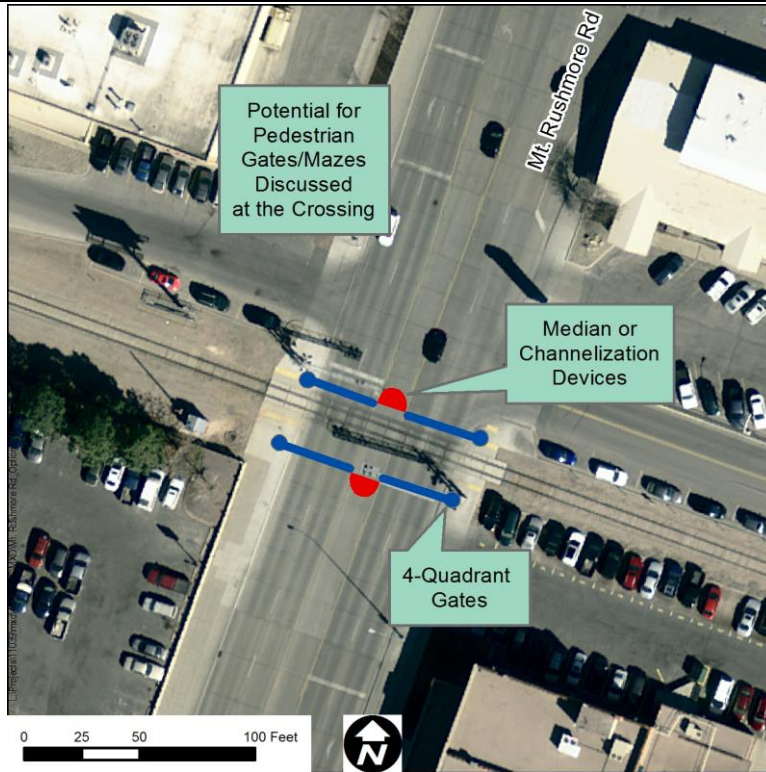 Potential for
Pedestrian
Gates/Mazes
Discussed
at the Crossing
Mt. Rushmore Rd
Median or
Channelization
Devices
4-Quadrant
Gates
0 25 50 100 Feet
N